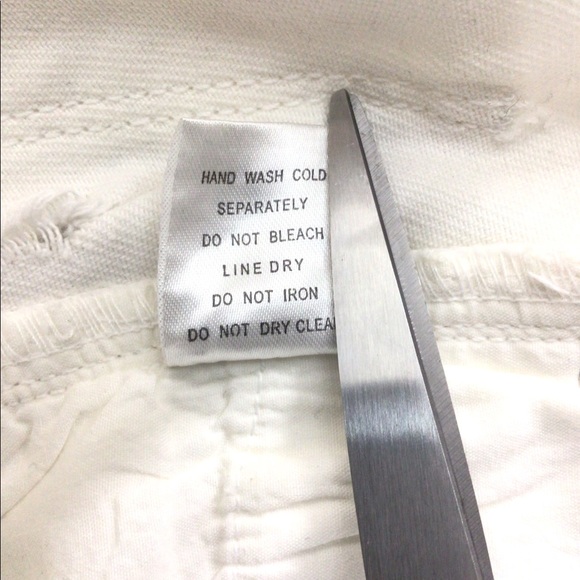 HAND WASH COLD
SEPARATELY
DO NOT BLEACH
LINE DRY
DO NOT IRON
DO NOT DRY CLEA